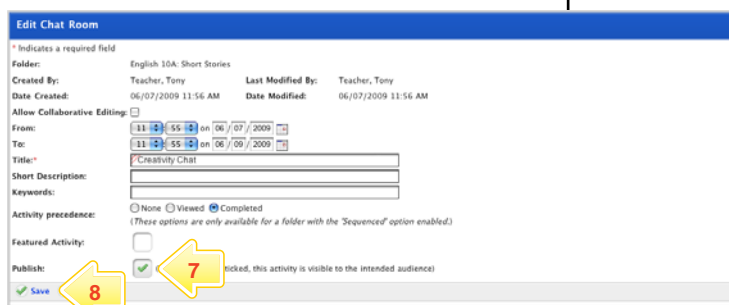 Edit Chat Room
* Indicates a required field
Folder: English 10A: Short Stories
Created By: Teacher, Tony Last Modified By: Teacher, Tony
Date Created: 06/07/2009 11:56 AM Date Modified: 06/07/2009 11:56 AM
Allow Collaborative Editing:
From: 11 : 55 on 06 / 07 / 2009
To: 11 : 55 on 06 / 09 / 2009
Title:* Creativity Chat
Short Description:
Keywords:
Activity precedence: None Viewed Completed
(These options are only available for a folder with the "Sequenced" option enabled.)
Featured Activity:
Publish: 7 ticked, this activity is visible to the intended audience)
Save 8